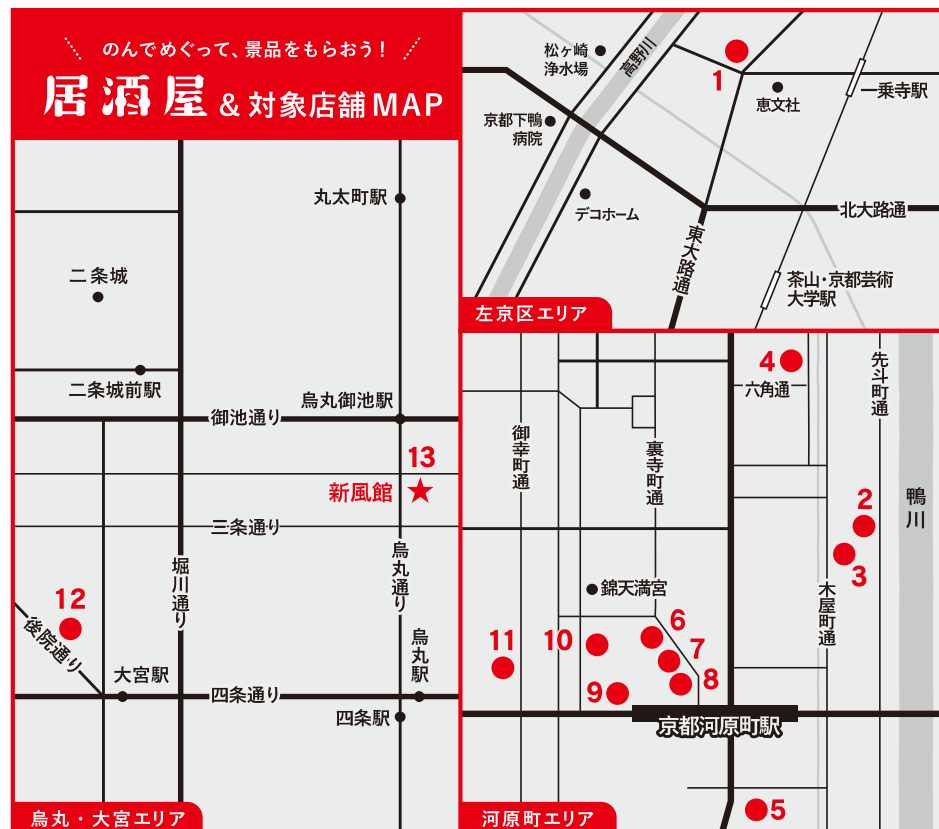 のんでめぐって、景品をもらおう！
居酒屋&対象店舗MAP
丸太町駅
二条城
二条城前駅
烏丸御池駅
御池通り
13
新風館
三条通り
堀川通り
烏丸通り
12
後院通り
大宮駅
烏丸駅
四条通り
四条駅
烏丸・大宮エリア
松ヶ崎
浄水場
高野川
1
恵文社
一乗寺駅
京都下鴨
病院
デコホーム
北大路通
東大路通
茶山・京都芸術
大学駅
左京区エリア
4
六角通
先斗町通
御幸町通
裏寺町通
2
鴨川
3
錦天満宮
木屋町通
6
10
11
7
8
9
京都河原町駅
5
河原町エリア